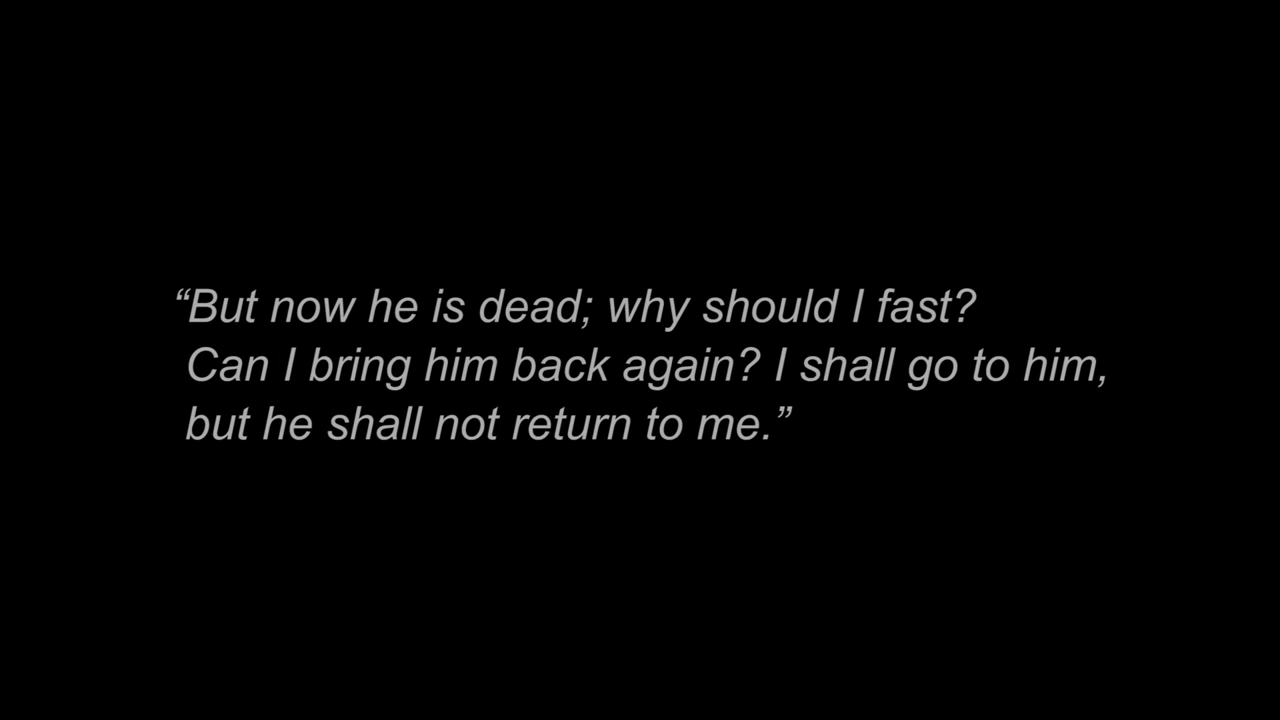 “But now he is dead; why should I fast?
Can I bring him back again? I shall go to him,
but he shall not return to me.”